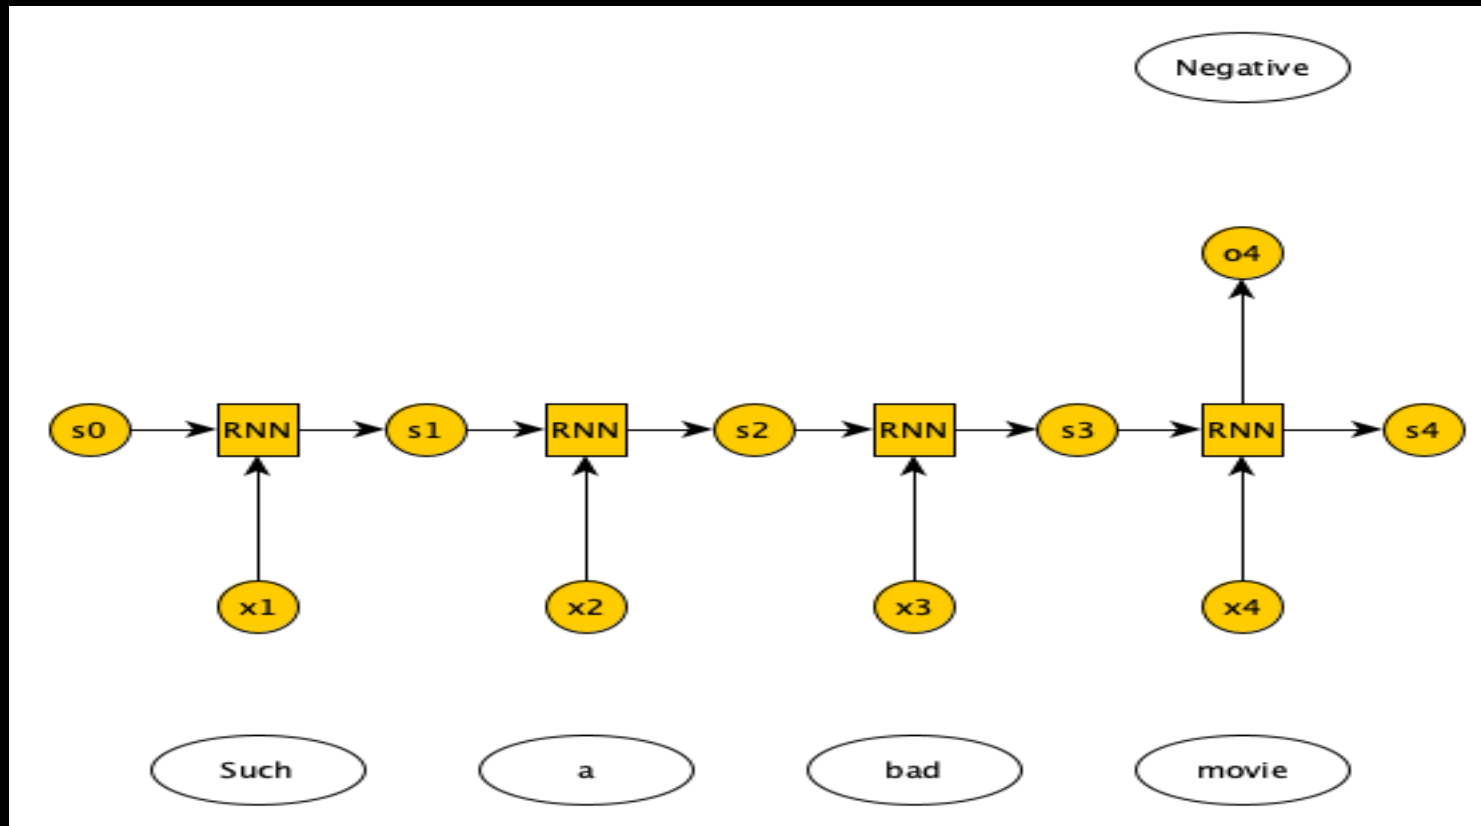 Negative
o4
s0 RNN s1 RNN s2 RNN s3 RNN s4
x1 x2 x3 x4
Such a bad movie